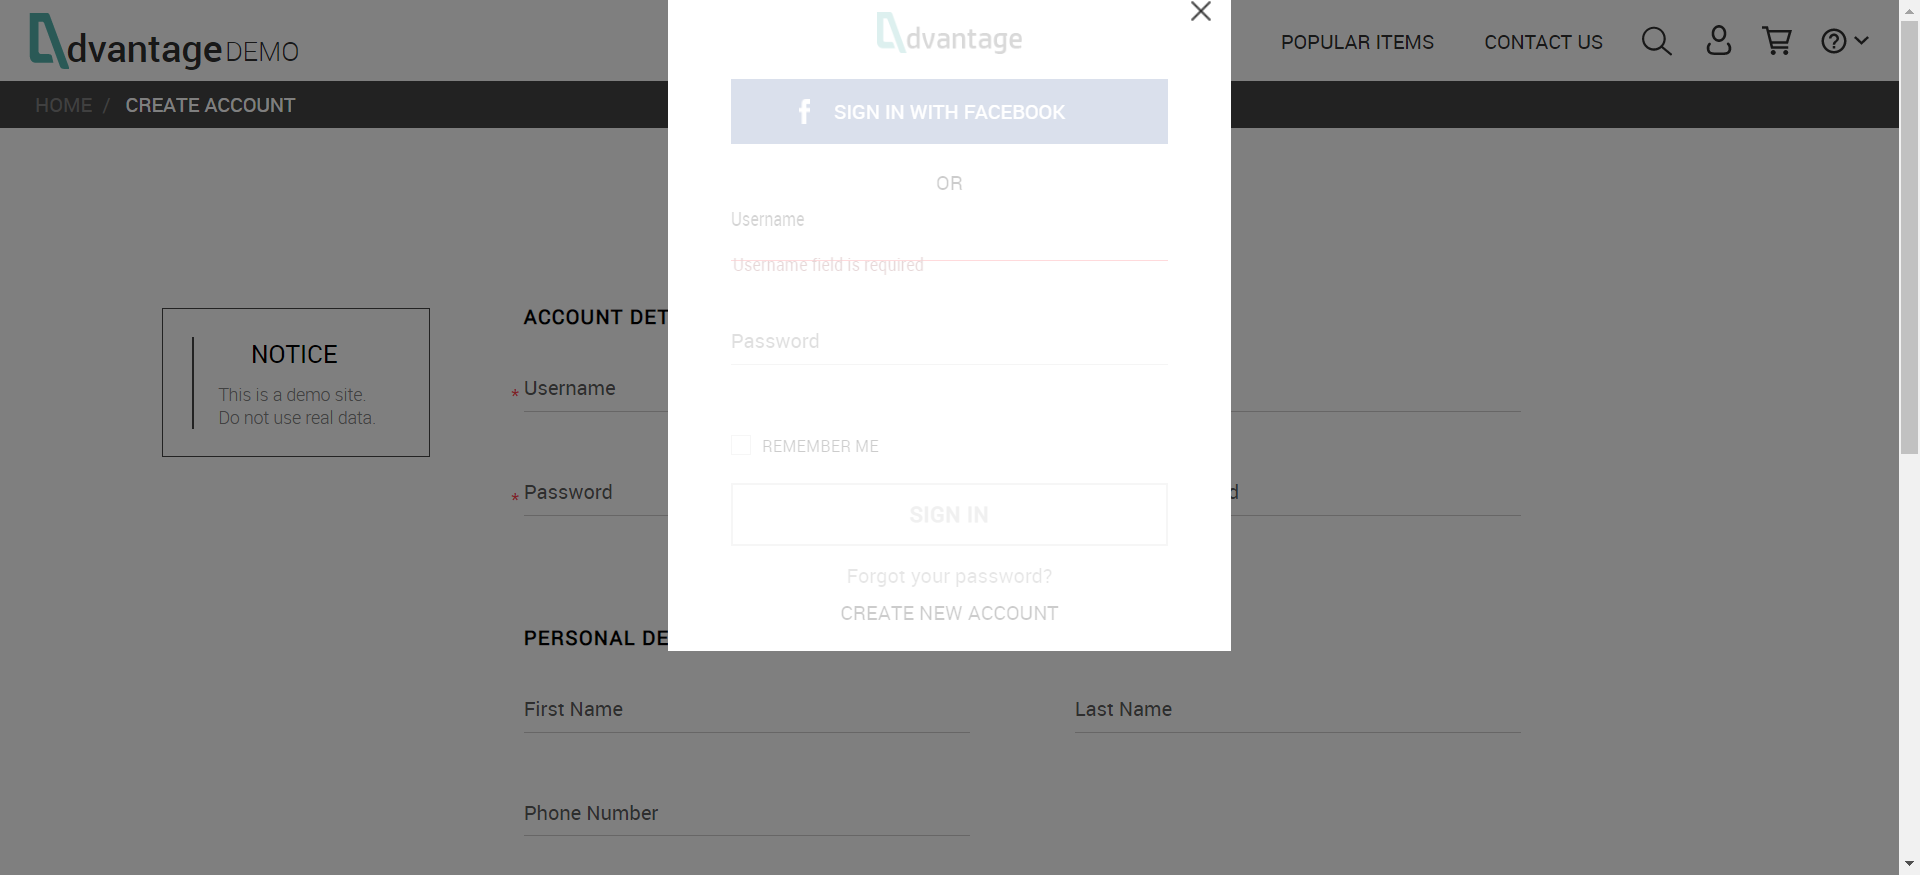 dvantage DEMO
POPULAR ITEMS
CONTACT US
HOME / CREATE ACCOUNT
dvantage
SIGN IN WITH FACEBOOK
OR
Username
Username field is required
Password
REMEMBER ME
SIGN IN
Forgot your password?
CREATE NEW ACCOUNT
NOTICE
This is a demo site.
Do not use real data.
ACCOUNT DET
* Username
* Password
d
PERSONAL DE
First Name
Last Name
Phone Number